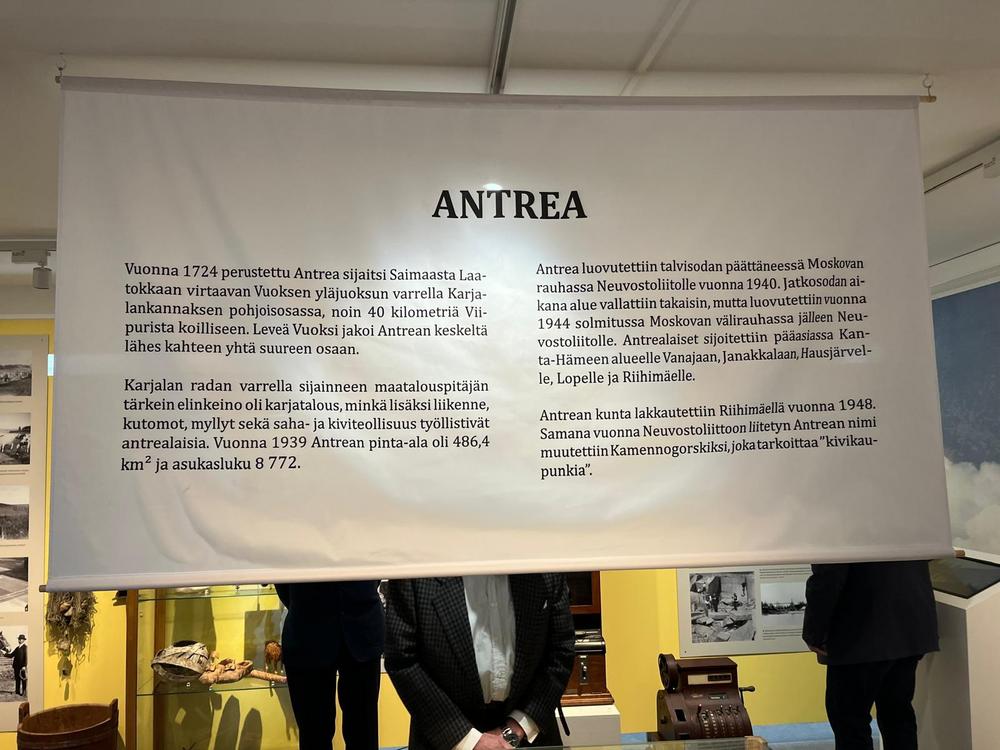 ANTREA
Vuonna 1724 perustettu Antrea sijaitsi Saimaasta Laa-
tokkaan virtaavan Vuoksen yläjuoksun varrella Karja-
lankannaksen pohjoisosassa, noin 40 kilometriä Vii-
purista koilliseen. Leveä Vuoksi jakoi Antrean keskeltä
lähes kahteen yhtä suureen osaan.
Karjalan radan varrella sijainneen maatalouspitäjän
tärkein elinkeino oli karjatalous, minkä lisäksi liikenne,
kutomot, myllyt sekä saha- ja kiviteollisuus työllistivät
antrealaisia. Vuonna 1939 Antrean pinta-ala oli 486,4
km² ja asukasluku 8 772.
Antrea luovutettiin talvisodan päättäneessä Moskovan
rauhassa Neuvostoliitolle vuonna 1940. Jatkosodan ai-
kana alue vallattiin takaisin, mutta luovutettiin vuonna
1944 solmitussa Moskovan välirauhassa jälleen Neu-
vostoliitolle. Antrealaiset sijoitettiin pääasiassa Kan-
ta-Hämeen alueelle Vanajaan, Janakkalaan, Hausjärvel-
le, Lopelle ja Riihimäelle.
Antrean kunta lakkautettiin Riihimäellä vuonna 1948.
Samana vuonna Neuvostoliittoon liitetyn Antrean nimi
muutettiin Kamennogorskiksi, joka tarkoittaa "kivikau-
punkia".